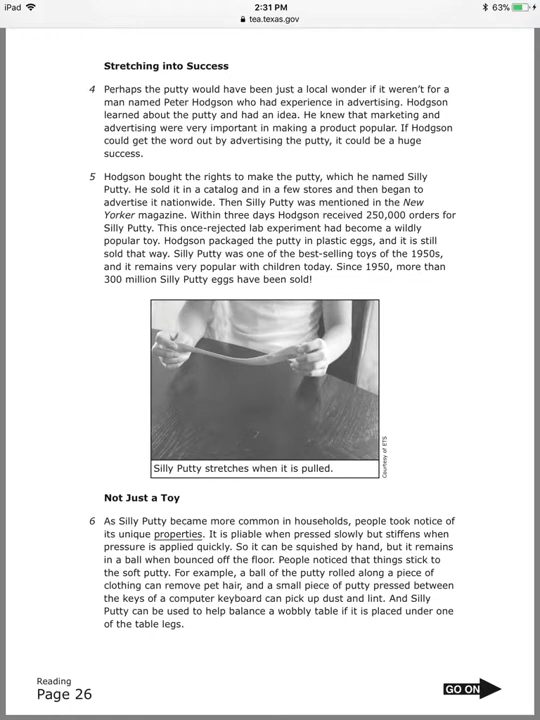 iPad 2:31 PM 63%
tea.texas.gov
Stretching into Success
4 Perhaps the putty would have been just a local wonder if it weren't for a
man named Peter Hodgson who had experience in advertising. Hodgson
learned about the putty and had an idea. He knew that marketing and
advertising were very important in making a product popular. If Hodgson
could get the word out by advertising the putty, it could be a huge
success.
5 Hodgson bought the rights to make the putty, which he named Silly
Putty. He sold it in a catalog and in a few stores and then began to
advertise it nationwide. Then Silly Putty was mentioned in the New
Yorker magazine. Within three days Hodgson received 250,000 orders for
Silly Putty. This once-rejected lab experiment had become a wildly
popular toy. Hodgson packaged the putty in plastic eggs, and it is still
sold that way. Silly Putty was one of the best-selling toys of the 1950s,
and it remains very popular with children today. Since 1950, more than
300 million Silly Putty eggs have been sold!
Courtesy of ETS
Silly Putty stretches when it is pulled.
Not Just a Toy
6 As Silly Putty became more common in households, people took notice of
its unique properties. It is pliable when pressed slowly but stiffens when
pressure is applied quickly. So it can be squished by hand, but it remains
in a ball when bounced off the floor. People noticed that things stick to
the soft putty. For example, a ball of the putty rolled along a piece of
clothing can remove pet hair, and a small piece of putty pressed between
the keys of a computer keyboard can pick up dust and lint. And Silly
Putty can be used to help balance a wobbly table if it is placed under one
of the table legs.
Reading
Page 26
GO ON